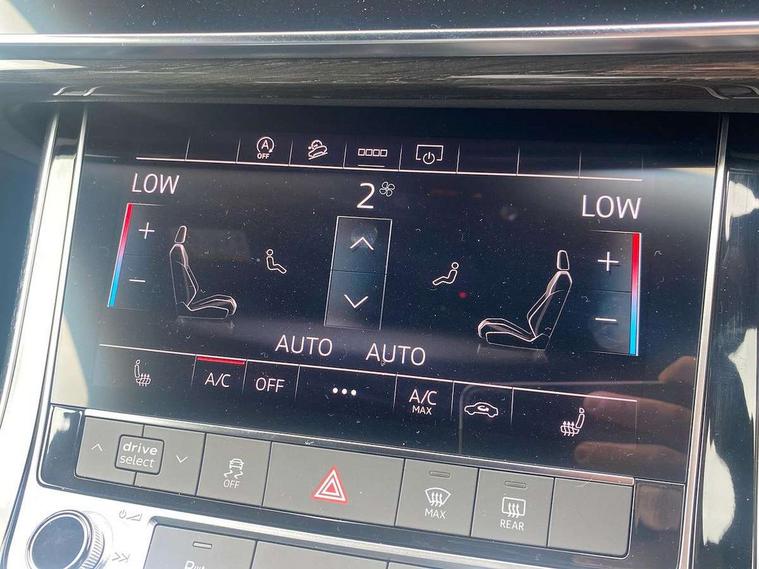 A
OFF
LOW
2
LOW
+
−
+
−
AUTO AUTO
A/C OFF ••• A/C
MAX
drive
select
OFF
MAX
REAR